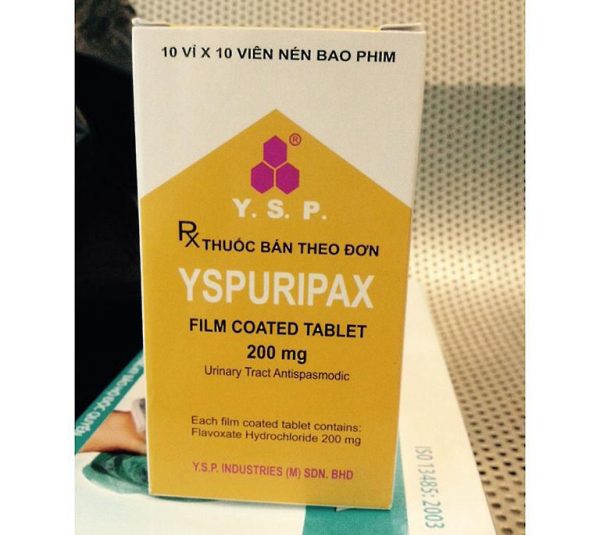 10 VỈ X 10 VIÊN NÉN BAO PHIM
®
Y. S. P.
Rx THUỐC BÁN THEO ĐƠN
YSPURIPAX
FILM COATED TABLET
200 mg
Urinary Tract Antispasmodic
Each film coated tablet contains:
Flavoxate Hydrochloride 200 mg
Y.S.P. INDUSTRIES (M) SDN. BHD
ISO 13485:2003